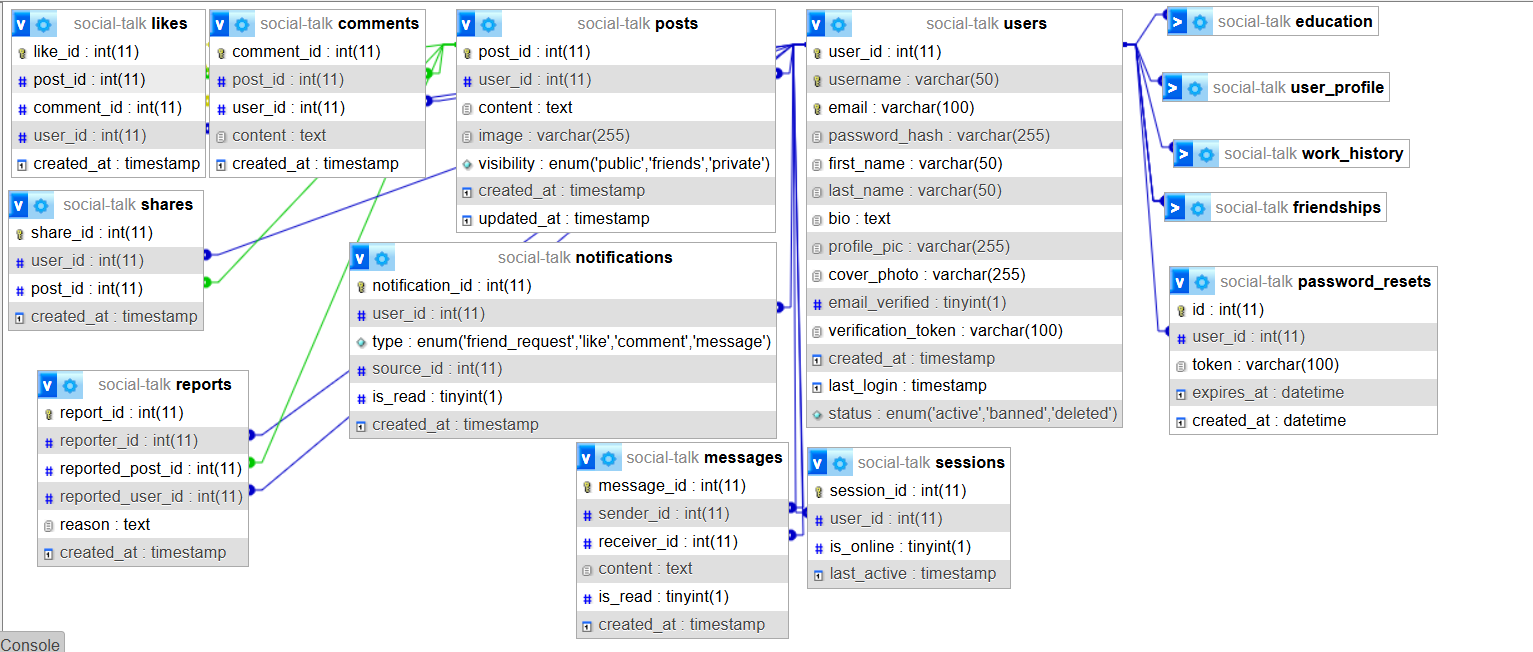 social-talk likes
like_id : int(11)
post_id : int(11)
comment_id : int(11)
user_id : int(11)
created_at : timestamp
social-talk comments
comment_id : int(11)
post_id : int(11)
user_id : int(11)
content : text
created_at : timestamp
social-talk posts
post_id : int(11)
user_id : int(11)
content : text
image : varchar(255)
visibility : enum('public','friends','private')
created_at : timestamp
updated_at : timestamp
social-talk users
user_id : int(11)
username : varchar(50)
email : varchar(100)
password_hash : varchar(255)
first_name : varchar(50)
last_name : varchar(50)
bio : text
profile_pic : varchar(255)
cover_photo : varchar(255)
email_verified : tinyint(1)
verification_token : varchar(100)
created_at : timestamp
last_login : timestamp
status : enum('active','banned','deleted')
social-talk education
social-talk user_profile
social-talk work_history
social-talk friendships
social-talk shares
share_id : int(11)
user_id : int(11)
post_id : int(11)
created_at : timestamp
social-talk notifications
notification_id : int(11)
user_id : int(11)
type : enum('friend_request','like','comment','message')
source_id : int(11)
is_read : tinyint(1)
created_at : timestamp
social-talk password_resets
id : int(11)
user_id : int(11)
token : varchar(100)
expires_at : datetime
created_at : datetime
social-talk reports
report_id : int(11)
reporter_id : int(11)
reported_post_id : int(11)
reported_user_id : int(11)
reason : text
created_at : timestamp
social-talk messages
message_id : int(11)
sender_id : int(11)
receiver_id : int(11)
content : text
is_read : tinyint(1)
created_at : timestamp
social-talk sessions
session_id : int(11)
user_id : int(11)
is_online : tinyint(1)
last_active : timestamp
Console